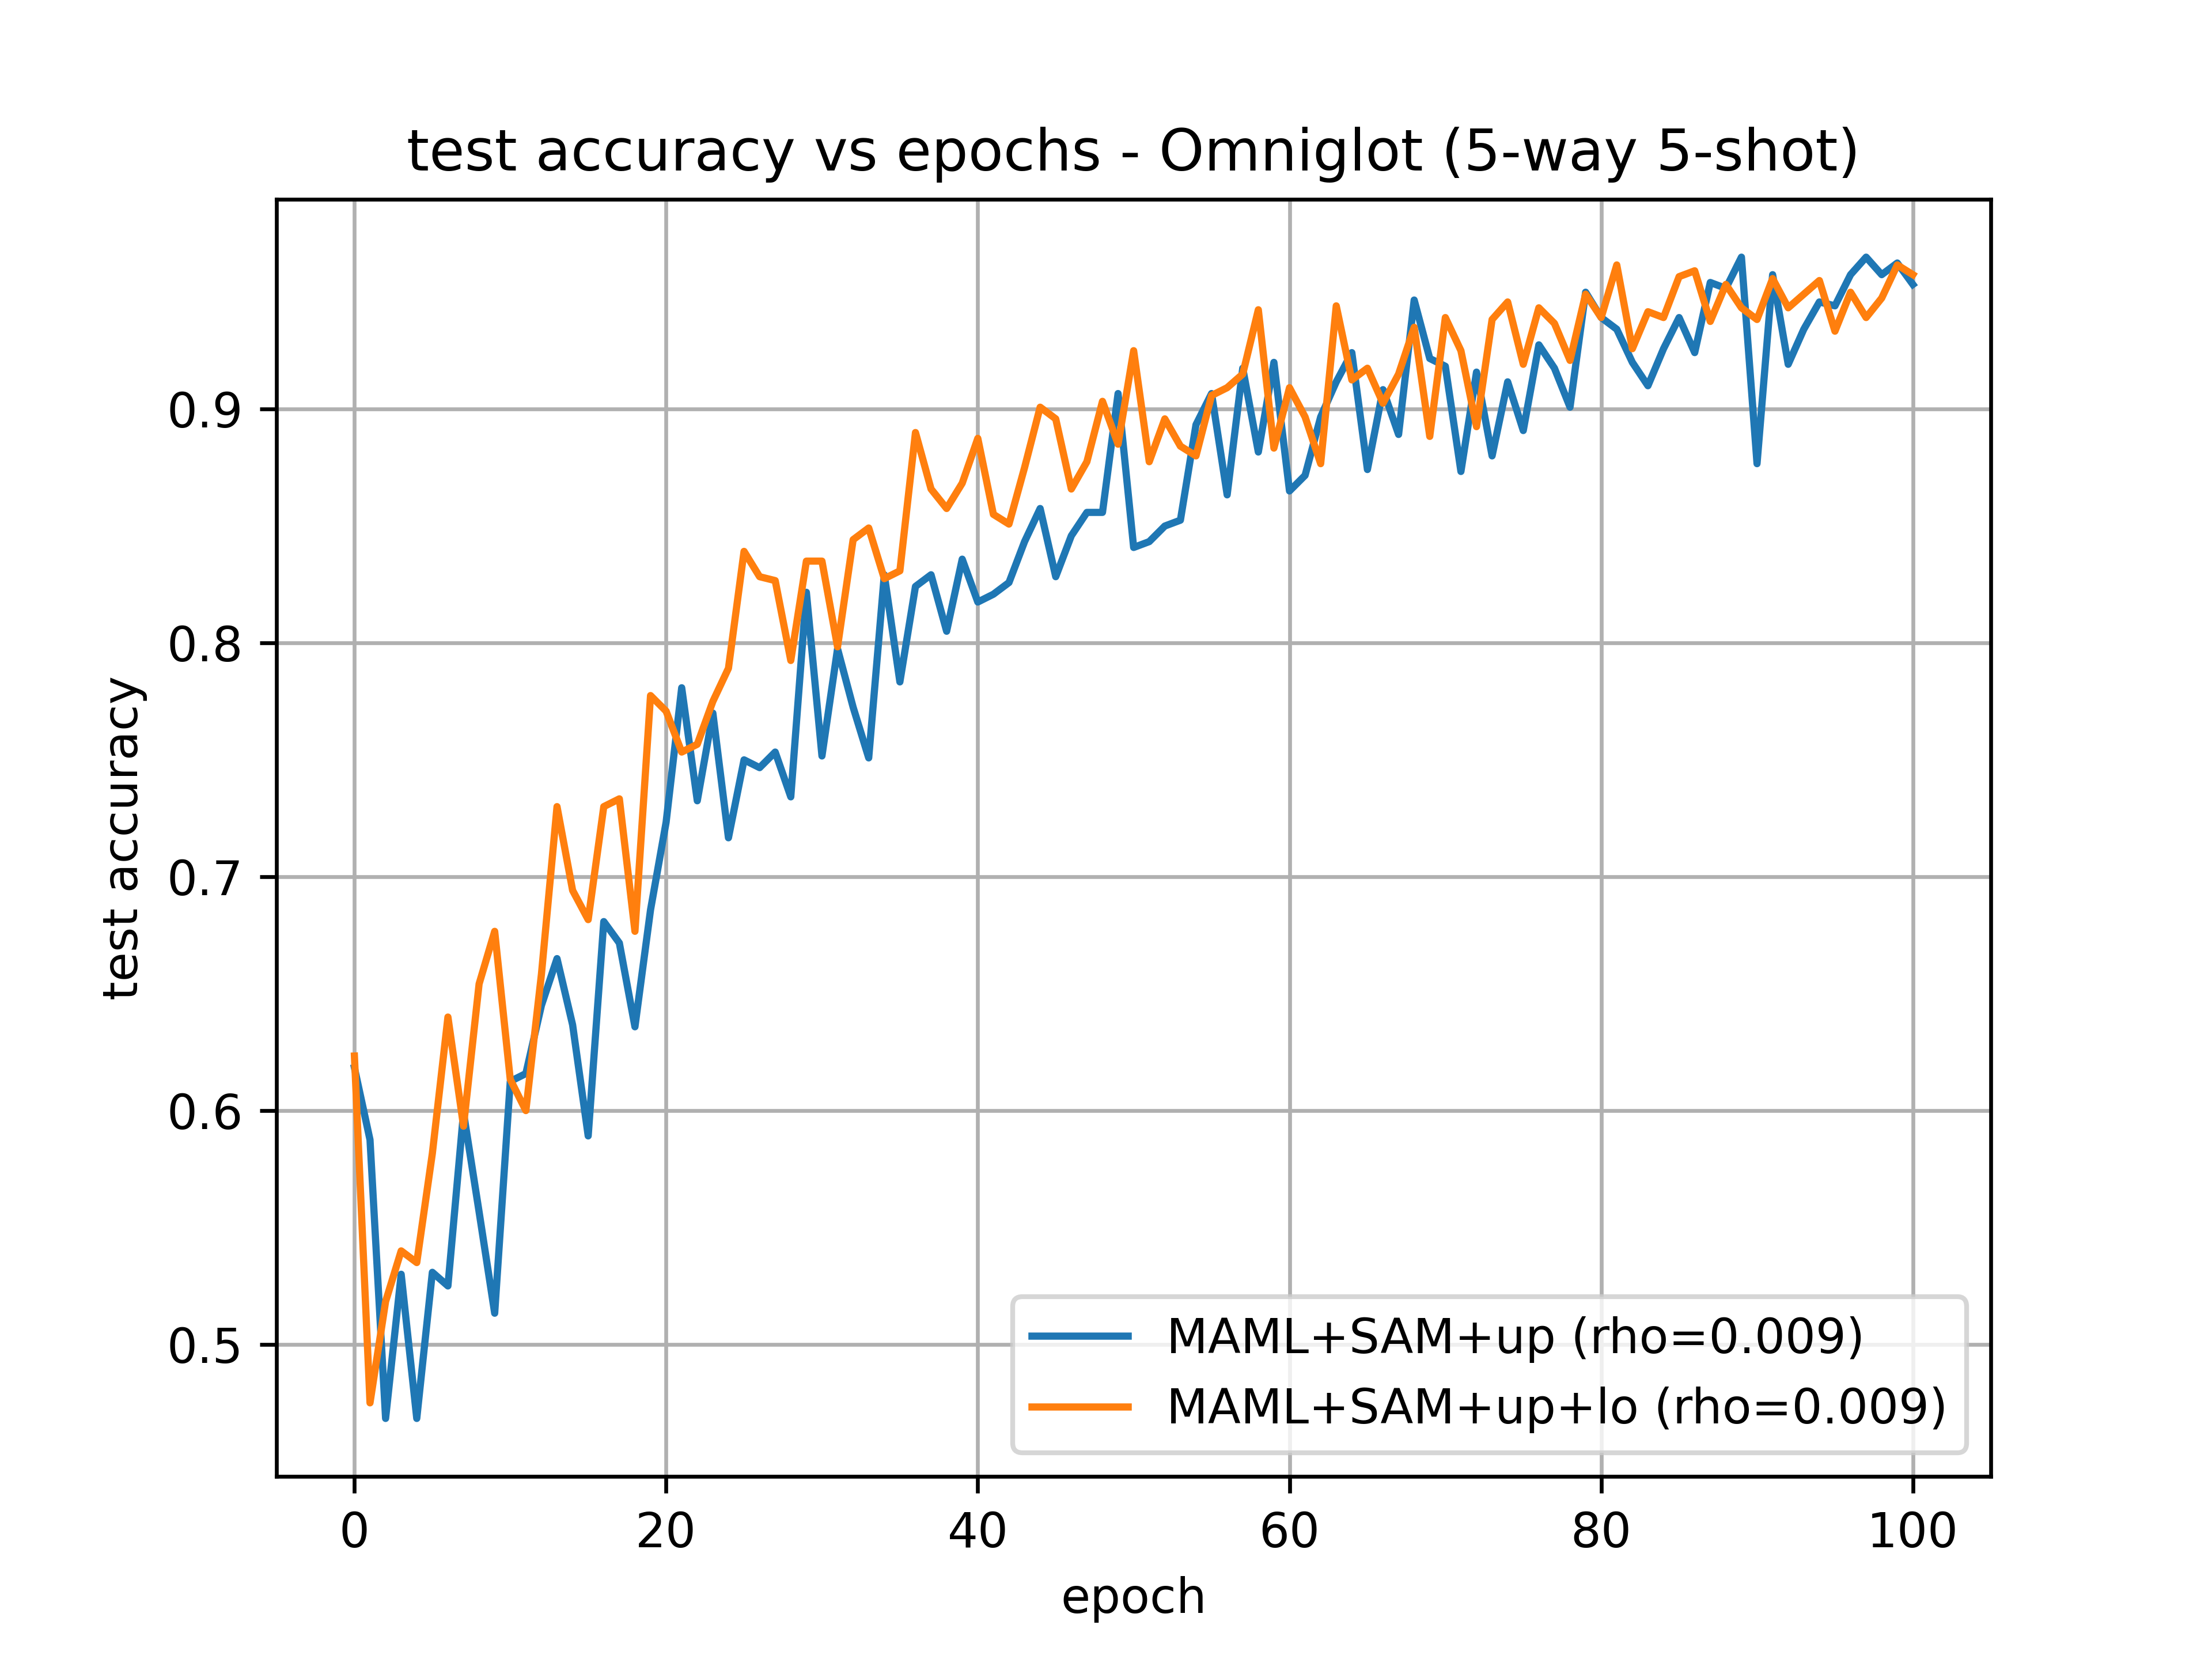 test accuracy vs epochs - Omniglot (5-way 5-shot)
test accuracy
0.9
0.8
0.7
0.6
0.5
MAML+SAM+up (rho=0.009)
MAML+SAM+up+lo (rho=0.009)
0 20 40 60 80 100
epoch